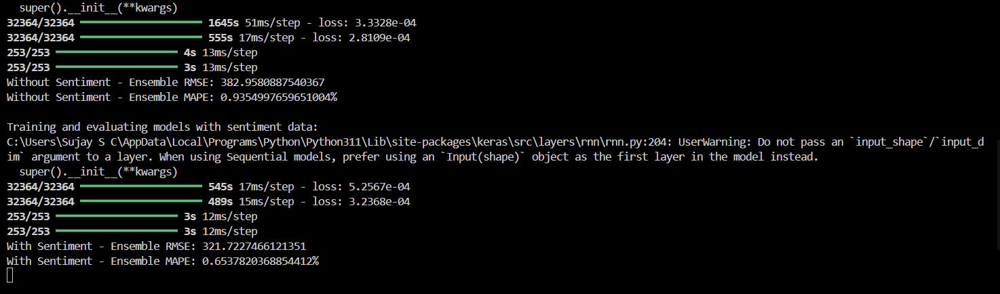 super().__init__(**kwargs)
32364/32364 1645s 51ms/step - loss: 3.3328e-04
32364/32364 555s 17ms/step - loss: 2.8109e-04
253/253 4s 13ms/step
253/253 3s 13ms/step
Without Sentiment - Ensemble RMSE: 382.9580887540367
Without Sentiment - Ensemble MAPE: 0.9354997659651004%
Training and evaluating models with sentiment data:
C:\Users\Sujay S C\AppData\Local\Programs\Python\Python311\Lib\site-packages\keras\src\layers\rnn\rnn.py:204: UserWarning: Do not pass an `input_shape`/`input_d
im` argument to a layer. When using Sequential models, prefer using an `Input(shape)` object as the first layer in the model instead.
super().__init__(**kwargs)
32364/32364 545s 17ms/step - loss: 5.2567e-04
32364/32364 489s 15ms/step - loss: 3.2368e-04
253/253 3s 12ms/step
253/253 3s 12ms/step
With Sentiment - Ensemble RMSE: 321.7227466121351
With Sentiment - Ensemble MAPE: 0.6537820368854412%